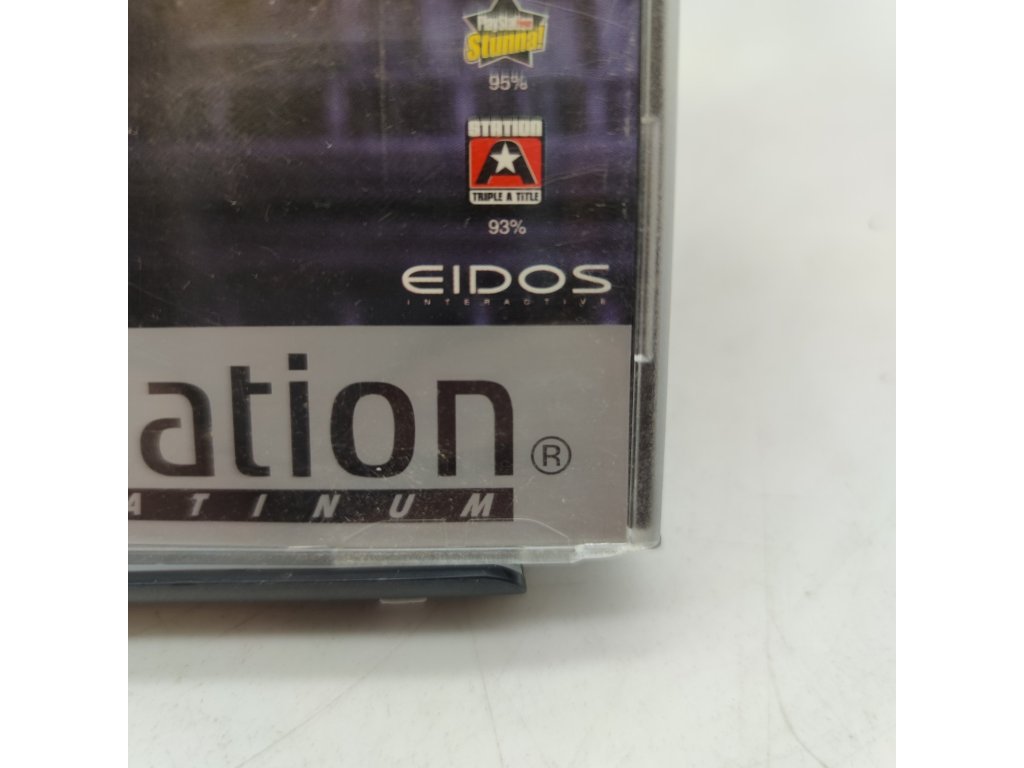 PlayStation
Stunna!
95%
STATION
A
TRIPLE A TITLE
93%
EIDOS
INTERACTIVE
ation®
ATINUM